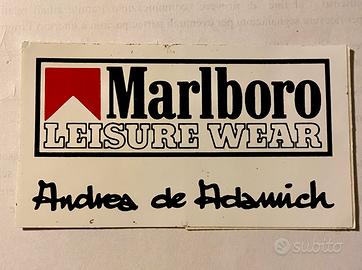 Marlboro
LEISURE WEAR
Andrea de Adamich
subito